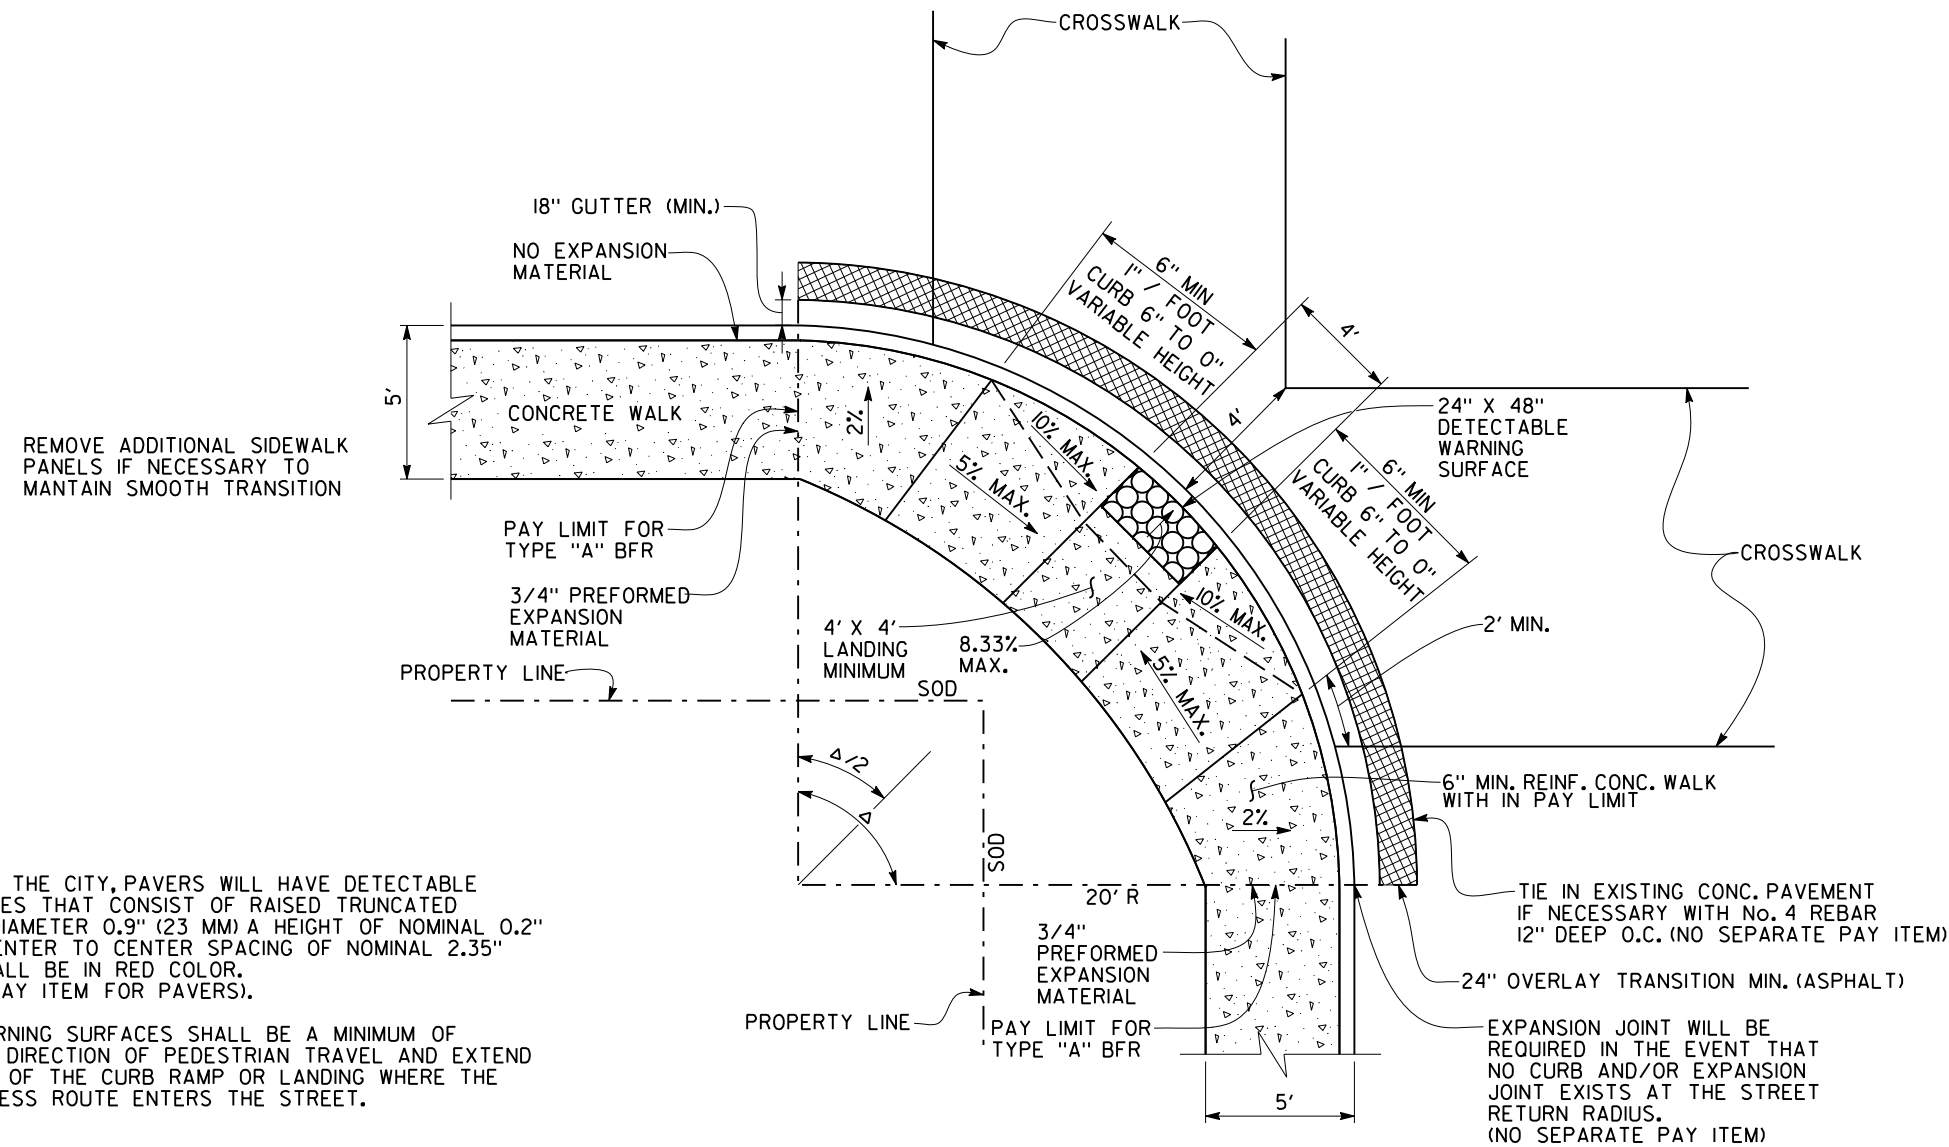 CROSSWALK
18" GUTTER (MIN.)
NO EXPANSION
MATERIAL
6" MIN
1" / FOOT
CURB 6" TO 0"
VARIABLE HEIGHT
4'
4'
24" X 48"
DETECTABLE
WARNING
SURFACE
6" MIN
1" / FOOT
CURB 6" TO 0"
VARIABLE HEIGHT
CROSSWALK
5'
CONCRETE WALK
2%
10% MAX.
5% MAX.
REMOVE ADDITIONAL SIDEWALK
PANELS IF NECESSARY TO
MANTAIN SMOOTH TRANSITION
PAY LIMIT FOR
TYPE "A" BFR
3/4" PREFORMED
EXPANSION
MATERIAL
4' X 4'
LANDING
MINIMUM
8.33%
MAX.
10% MAX.
5% MAX.
2' MIN.
PROPERTY LINE
SOD
Δ/2
Δ
SOD
6" MIN. REINF. CONC. WALK
WITH IN PAY LIMIT
2%
20' R
THE CITY, PAVERS WILL HAVE DETECTABLE
ES THAT CONSIST OF RAISED TRUNCATED
IAMETER 0.9" (23 MM) A HEIGHT OF NOMINAL 0.2"
ENTER TO CENTER SPACING OF NOMINAL 2.35"
ALL BE IN RED COLOR.
AY ITEM FOR PAVERS).
RNING SURFACES SHALL BE A MINIMUM OF
DIRECTION OF PEDESTRIAN TRAVEL AND EXTEND
OF THE CURB RAMP OR LANDING WHERE THE
ESS ROUTE ENTERS THE STREET.
3/4"
PREFORMED
EXPANSION
MATERIAL
PROPERTY LINE
PAY LIMIT FOR
TYPE "A" BFR
5'
TIE IN EXISTING CONC. PAVEMENT
IF NECESSARY WITH No. 4 REBAR
12" DEEP O.C. (NO SEPARATE PAY ITEM)
24" OVERLAY TRANSITION MIN. (ASPHALT)
EXPANSION JOINT WILL BE
REQUIRED IN THE EVENT THAT
NO CURB AND/OR EXPANSION
JOINT EXISTS AT THE STREET
RETURN RADIUS.
(NO SEPARATE PAY ITEM)